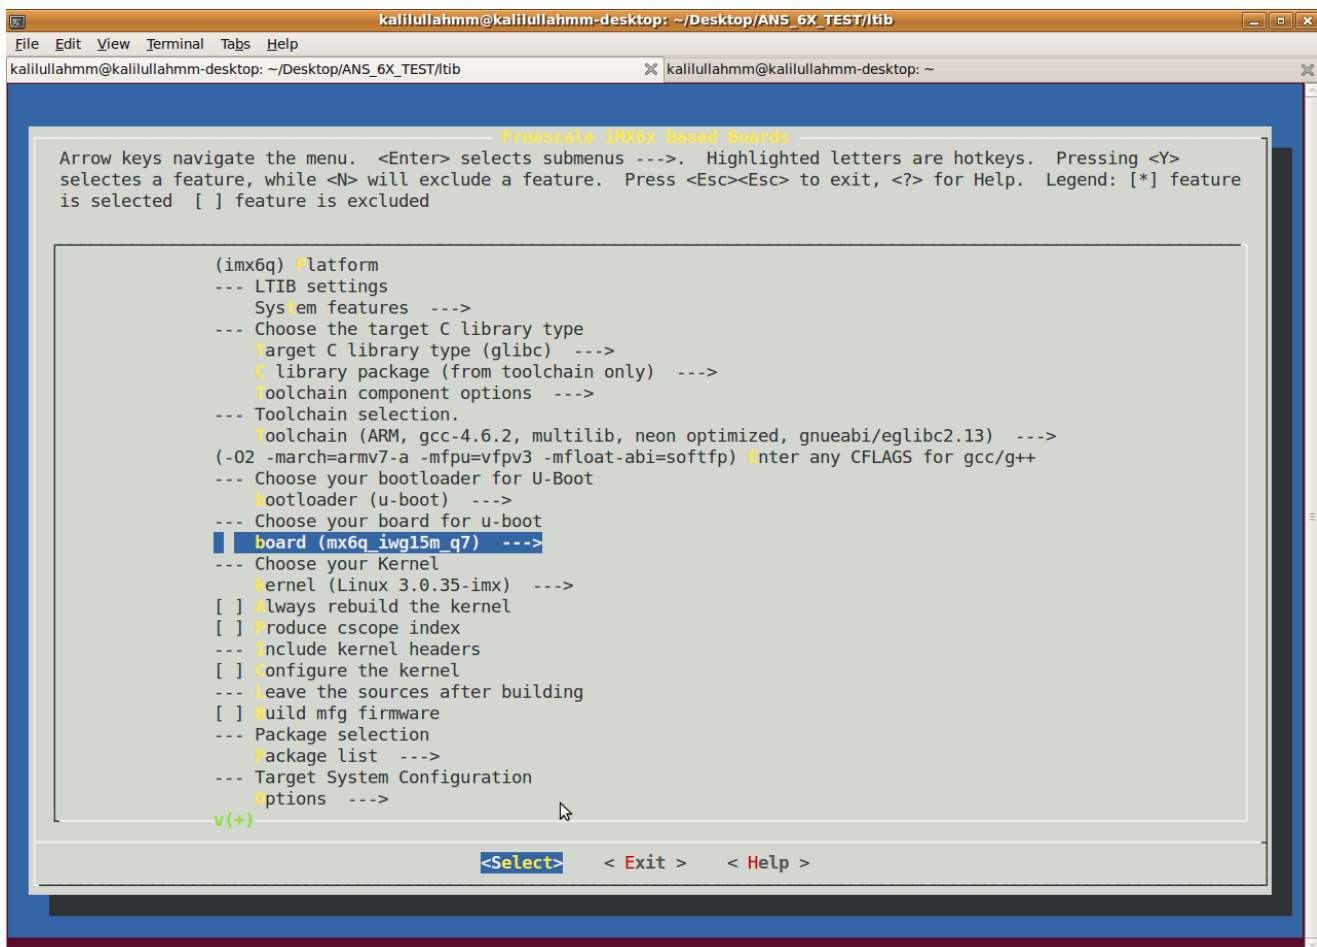 kalilullahmm@kalilullahmm-desktop: ~/Desktop/ANS_6X_TEST/ltib
File Edit View Terminal Tabs Help
kalilullahmm@kalilullahmm-desktop: ~/Desktop/ANS_6X_TEST/ltib kalilullahmm@kalilullahmm-desktop: ~
Freescale iMX6x Based Boards
Arrow keys navigate the menu. <Enter> selects submenus --->. Highlighted letters are hotkeys. Pressing <Y>
selectes a feature, while <N> will exclude a feature. Press <Esc><Esc> to exit, <?> for Help. Legend: [*] feature
is selected [ ] feature is excluded
(imx6q) Platform
--- LTIB settings
System features --->
--- Choose the target C library type
Target C library type (glibc) --->
C library package (from toolchain only) --->
Toolchain component options --->
--- Toolchain selection.
Toolchain (ARM, gcc-4.6.2, multilib, neon optimized, gnueabi/eglibc2.13) --->
(-O2 -march=armv7-a -mfpu=vfpv3 -mfloat-abi=softfp) Enter any CFLAGS for gcc/g++
--- Choose your bootloader for U-Boot
bootloader (u-boot) --->
--- Choose your board for u-boot
board (mx6q_iwg15m_q7) --->
--- Choose your Kernel
kernel (Linux 3.0.35-imx) --->
[ ] Always rebuild the kernel
[ ] Produce cscope index
--- Include kernel headers
[ ] Configure the kernel
--- Leave the sources after building
[ ] Build mfg firmware
--- Package selection
Package list --->
--- Target System Configuration
Options --->
v(+)
<Select> < Exit > < Help >